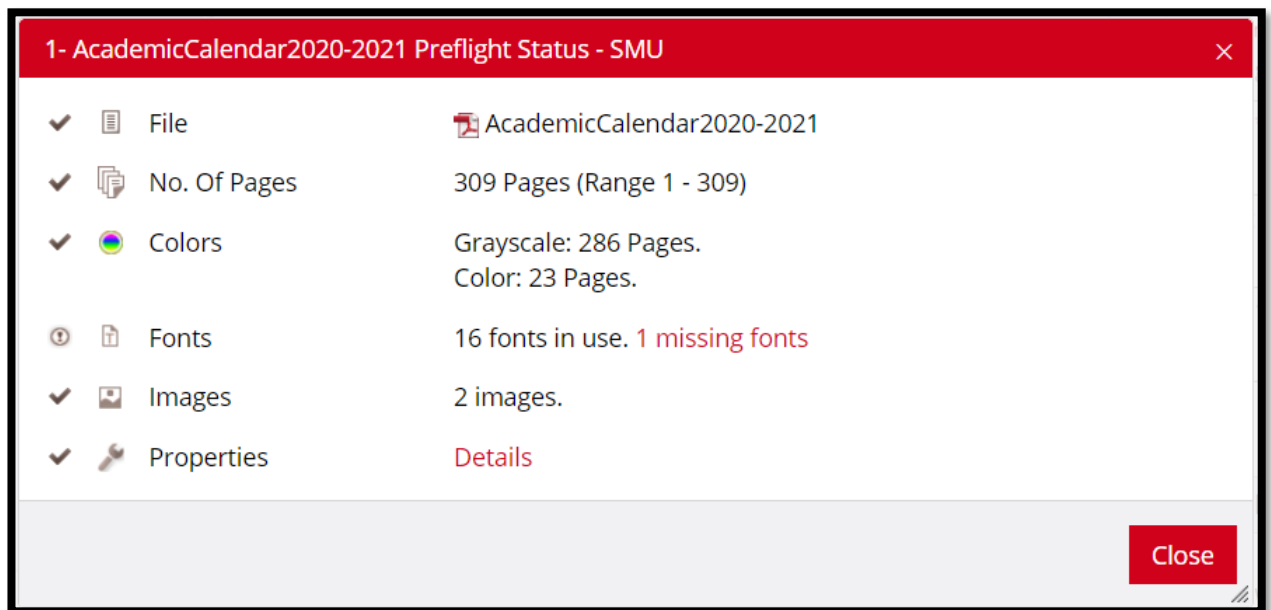 1- AcademicCalendar2020-2021 Preflight Status - SMU
File AcademicCalendar2020-2021
No. Of Pages 309 Pages (Range 1 - 309)
Colors Grayscale: 286 Pages.
Color: 23 Pages.
Fonts 16 fonts in use. 1 missing fonts
Images 2 images.
Properties Details
Close